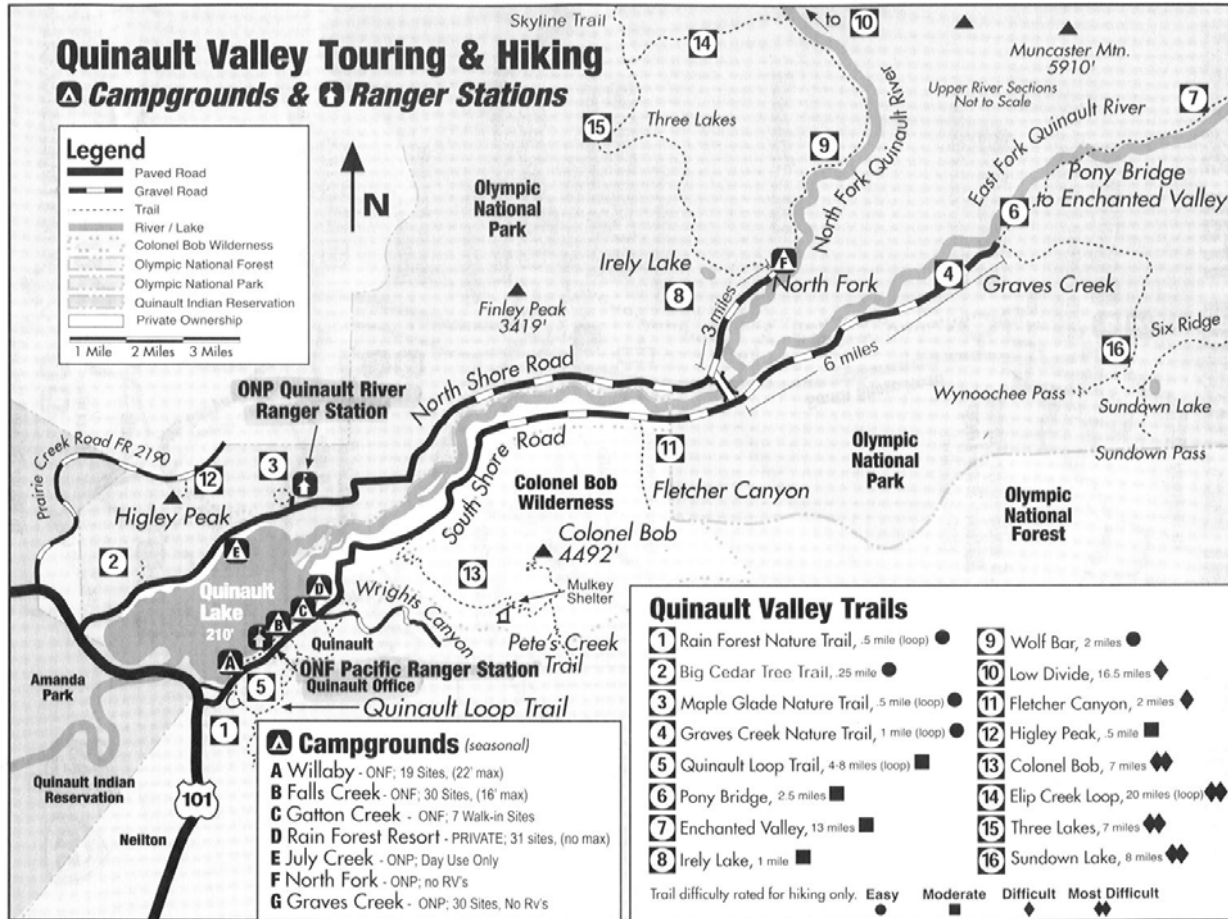 Quinault Valley Touring & Hiking
Campgrounds & Ranger Stations
Legend
Paved Road
Gravel Road
Trail
River / Lake
Colonel Bob Wilderness
Olympic National Forest
Olympic National Park
Quinault Indian Reservation
Private Ownership
1 Mile 2 Miles 3 Miles
N
Skyline Trail
14
to 10
Muncaster Mtn.
5910'
Upper River Sections
Not to Scale
7
15
Three Lakes
9
North Fork Quinault River
East Fork Quinault River
Pony Bridge
to Enchanted Valley
6
Olympic
National
Park
Irely Lake
8
F
North Fork
3 miles
4
Graves Creek
6 miles
Finley Peak
3419'
Six Ridge
16
Wynoochee Pass
Sundown Lake
Sundown Pass
ONP Quinault River
Ranger Station
North Shore Road
South Shore Road
11
Fletcher Canyon
Olympic
National
Park
Olympic
National
Forest
Prairie Creek Road FR 2190
12
Higley Peak
3
Colonel Bob
Wilderness
Colonel Bob
4492'
13
Mulkey
Shelter
Pete's Creek
Trail
2
E
Quinault
Lake
210'
D
C
B
A
Wrights Canyon
Quinault
ONF Pacific Ranger Station
Quinault Office
5
Quinault Loop Trail
1
Amanda
Park
Quinault Indian
Reservation
101
Neilton
Campgrounds (seasonal)
A Willaby - ONF; 19 Sites, (22' max)
B Falls Creek - ONF; 30 Sites, (16' max)
C Gatton Creek - ONF; 7 Walk-in Sites
D Rain Forest Resort - PRIVATE; 31 sites, (no max)
E July Creek - ONP; Day Use Only
F North Fork - ONP; no RV's
G Graves Creek - ONP; 30 Sites, No Rv's
Quinault Valley Trails
1 Rain Forest Nature Trail, .5 mile (loop)
2 Big Cedar Tree Trail, .25 mile
3 Maple Glade Nature Trail, .5 mile (loop)
4 Graves Creek Nature Trail, 1 mile (loop)
5 Quinault Loop Trail, 4-8 miles (loop)
6 Pony Bridge, 2.5 miles
7 Enchanted Valley, 13 miles
8 Irely Lake, 1 mile
9 Wolf Bar, 2 miles
10 Low Divide, 16.5 miles
11 Fletcher Canyon, 2 miles
12 Higley Peak, .5 mile
13 Colonel Bob, 7 miles
14 Elip Creek Loop, 20 miles (loop)
15 Three Lakes, 7 miles
16 Sundown Lake, 8 miles
Trail difficulty rated for hiking only. Easy Moderate Difficult Most Difficult